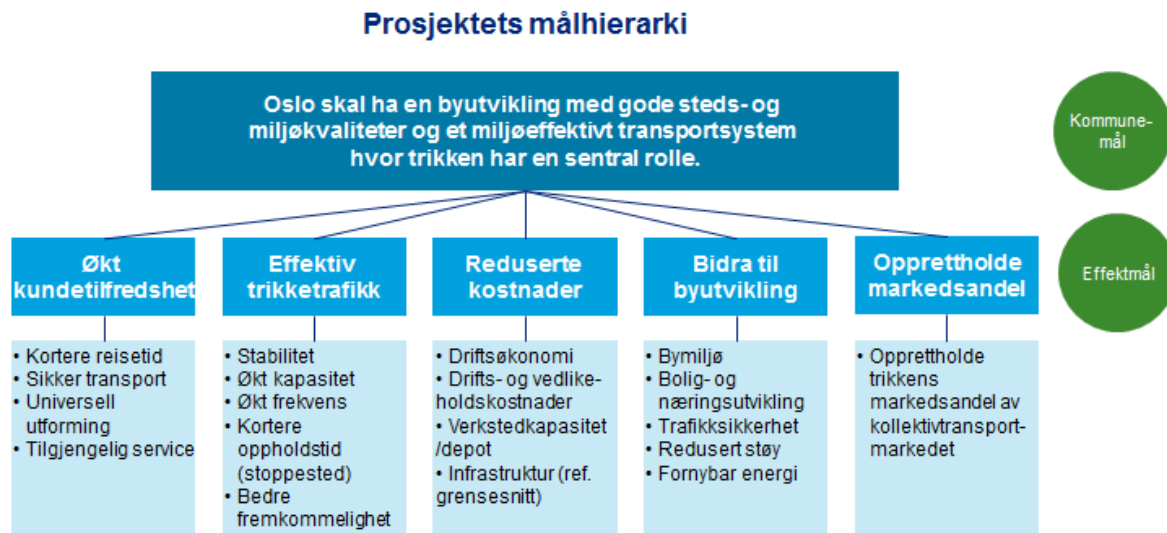 Prosjektets målhierarki
Oslo skal ha en byutvikling med gode steds- og
miljøkvaliteter og et miljøeffektivt transportsystem
hvor trikken har en sentral rolle.
Kommune-
mål
Økt
kundetilfredshet
Effektiv
trikketrafikk
Reduserte
kostnader
Bidra til
byutvikling
Opprettholde
markedsandel
Effektmål
• Kortere reisetid
• Sikker transport
• Universell
utforming
• Tilgjengelig service
• Stabilitet
• Økt kapasitet
• Økt frekvens
• Kortere
oppholdstid
(stoppested)
• Bedre
fremkommelighet
• Driftsøkonomi
• Drifts- og vedlike-
holdskostnader
• Verkstedkapasitet
/depot
• Infrastruktur (ref.
grensesnitt)
• Bymiljø
• Bolig- og
næringsutvikling
• Trafikksikkerhet
• Redusert støy
• Fornybar energi
• Opprettholde
trikkens
markedsandel av
kollektivtransport-
markedet